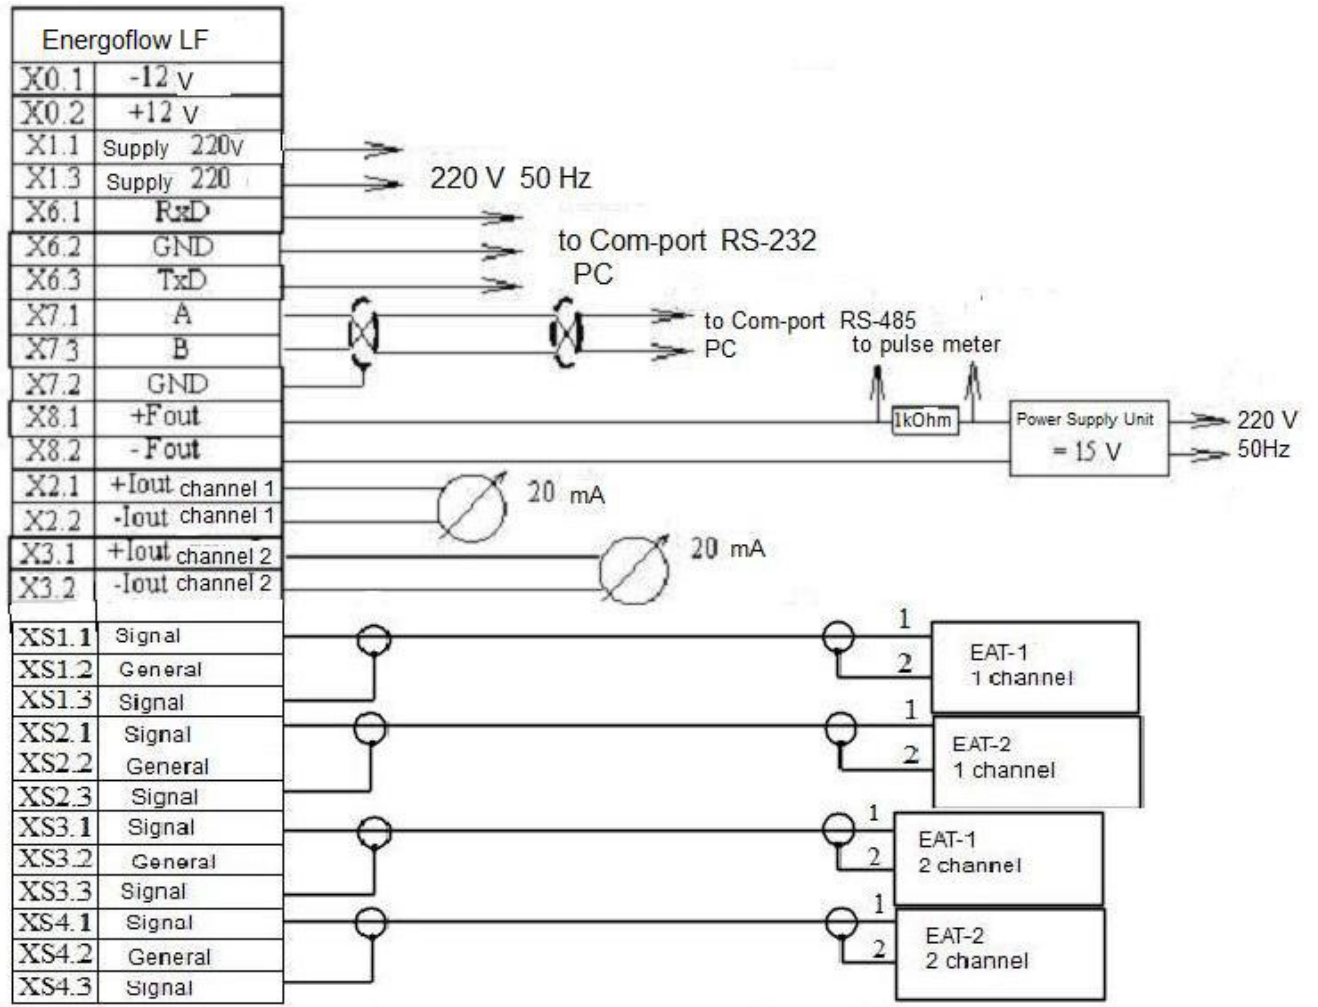 Energoflow LF
X0.1 -12 V
X0.2 +12 V
X1.1 Supply 220V
X1.3 Supply 220
220 V 50 Hz
X6.1 RxD
X6.2 GND
X6.3 TxD
to Com-port RS-232
PC
X7.1 A
X7.3 B
X7.2 GND
to Com-port RS-485
PC
to pulse meter
X8.1 +Fout
X8.2 - Fout
1kOhm
Power Supply Unit
= 15 V
220 V
50Hz
X2.1 +Iout channel 1
X2.2 -Iout channel 1
20 mA
X3.1 +Iout channel 2
X3.2 -Iout channel 2
20 mA
XS1.1 Signal
XS1.2 General
XS1.3 Signal
1
2
EAT-1
1 channel
XS2.1 Signal
XS2.2 General
XS2.3 Signal
1
2
EAT-2
1 channel
XS3.1 Signal
XS3.2 General
XS3.3 Signal
1
2
EAT-1
2 channel
XS4.1 Signal
XS4.2 General
XS4.3 Signal
1
2
EAT-2
2 channel